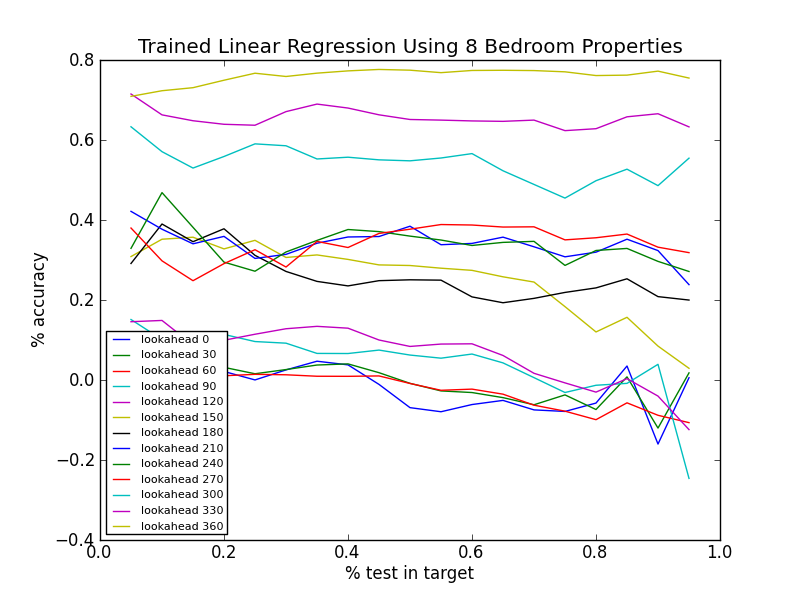 Trained Linear Regression Using 8 Bedroom Properties
0.8
0.6
0.4
0.2
0.0
−0.2
−0.4
% accuracy
lookahead 0
lookahead 30
lookahead 60
lookahead 90
lookahead 120
lookahead 150
lookahead 180
lookahead 210
lookahead 240
lookahead 270
lookahead 300
lookahead 330
lookahead 360
0.0 0.2 0.4 0.6 0.8 1.0
% test in target